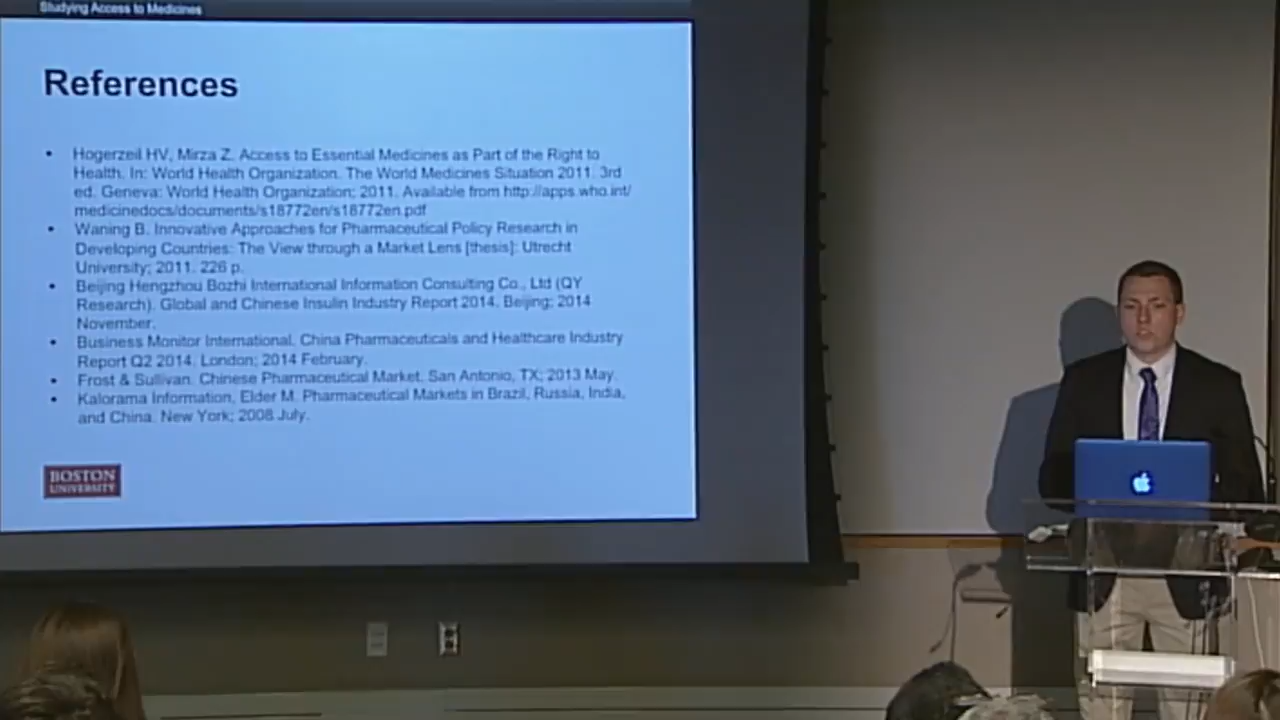 Studying Access to Medicines
References
• Hogerzeil HV, Mirza Z. Access to Essential Medicines as Part of the Right to
Health. In: World Health Organization. The World Medicines Situation 2011. 3rd
ed. Geneva: World Health Organization; 2011. Available from http://apps.who.int/
medicinedocs/documents/s18772en/s18772en.pdf
• Waning B. Innovative Approaches for Pharmaceutical Policy Research in
Developing Countries: The View through a Market Lens [thesis]: Utrecht
University; 2011. 226 p.
• Beijing Hengzhou Bozhi International Information Consulting Co., Ltd (QY
Research). Global and Chinese Insulin Industry Report 2014. Beijing; 2014
November.
• Business Monitor International. China Pharmaceuticals and Healthcare Industry
Report Q2 2014. London; 2014 February.
• Frost & Sullivan. Chinese Pharmaceutical Market. San Antonio, TX; 2013 May.
• Kalorama Information, Elder M. Pharmaceutical Markets in Brazil, Russia, India,
and China. New York; 2008 July.
BOSTON
UNIVERSITY